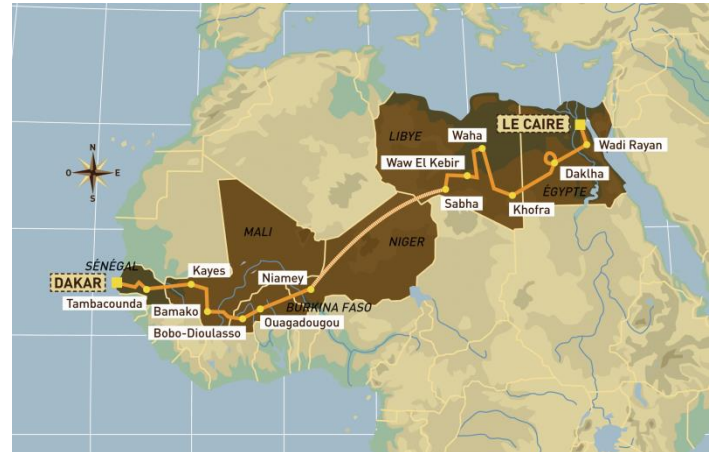 LE CAIRE
LIBYE
Waha
Wadi Rayan
Waw El Kebir
Daklha
Sabha
ÉGYPTE
Khofra
N
O
E
S
MALI
NIGER
SÉNÉGAL
Kayes
Niamey
DAKAR
Tambacounda
Bamako
BURKINA FASO
Ouagadougou
Bobo-Dioulasso